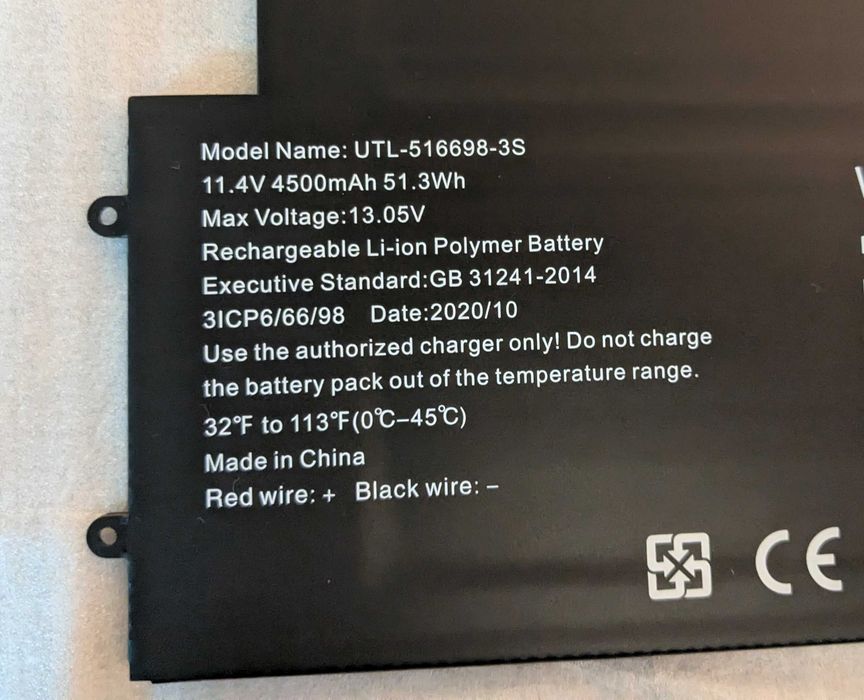 Model Name: UTL-516698-3S
11.4V 4500mAh 51.3Wh
Max Voltage:13.05V
Rechargeable Li-ion Polymer Battery
Executive Standard:GB 31241-2014
3ICP6/66/98 Date:2020/10
Use the authorized charger only! Do not charge
the battery pack out of the temperature range.
32℉ to 113℉(0℃–45℃)
Made in China
Red wire: + Black wire: –
CE